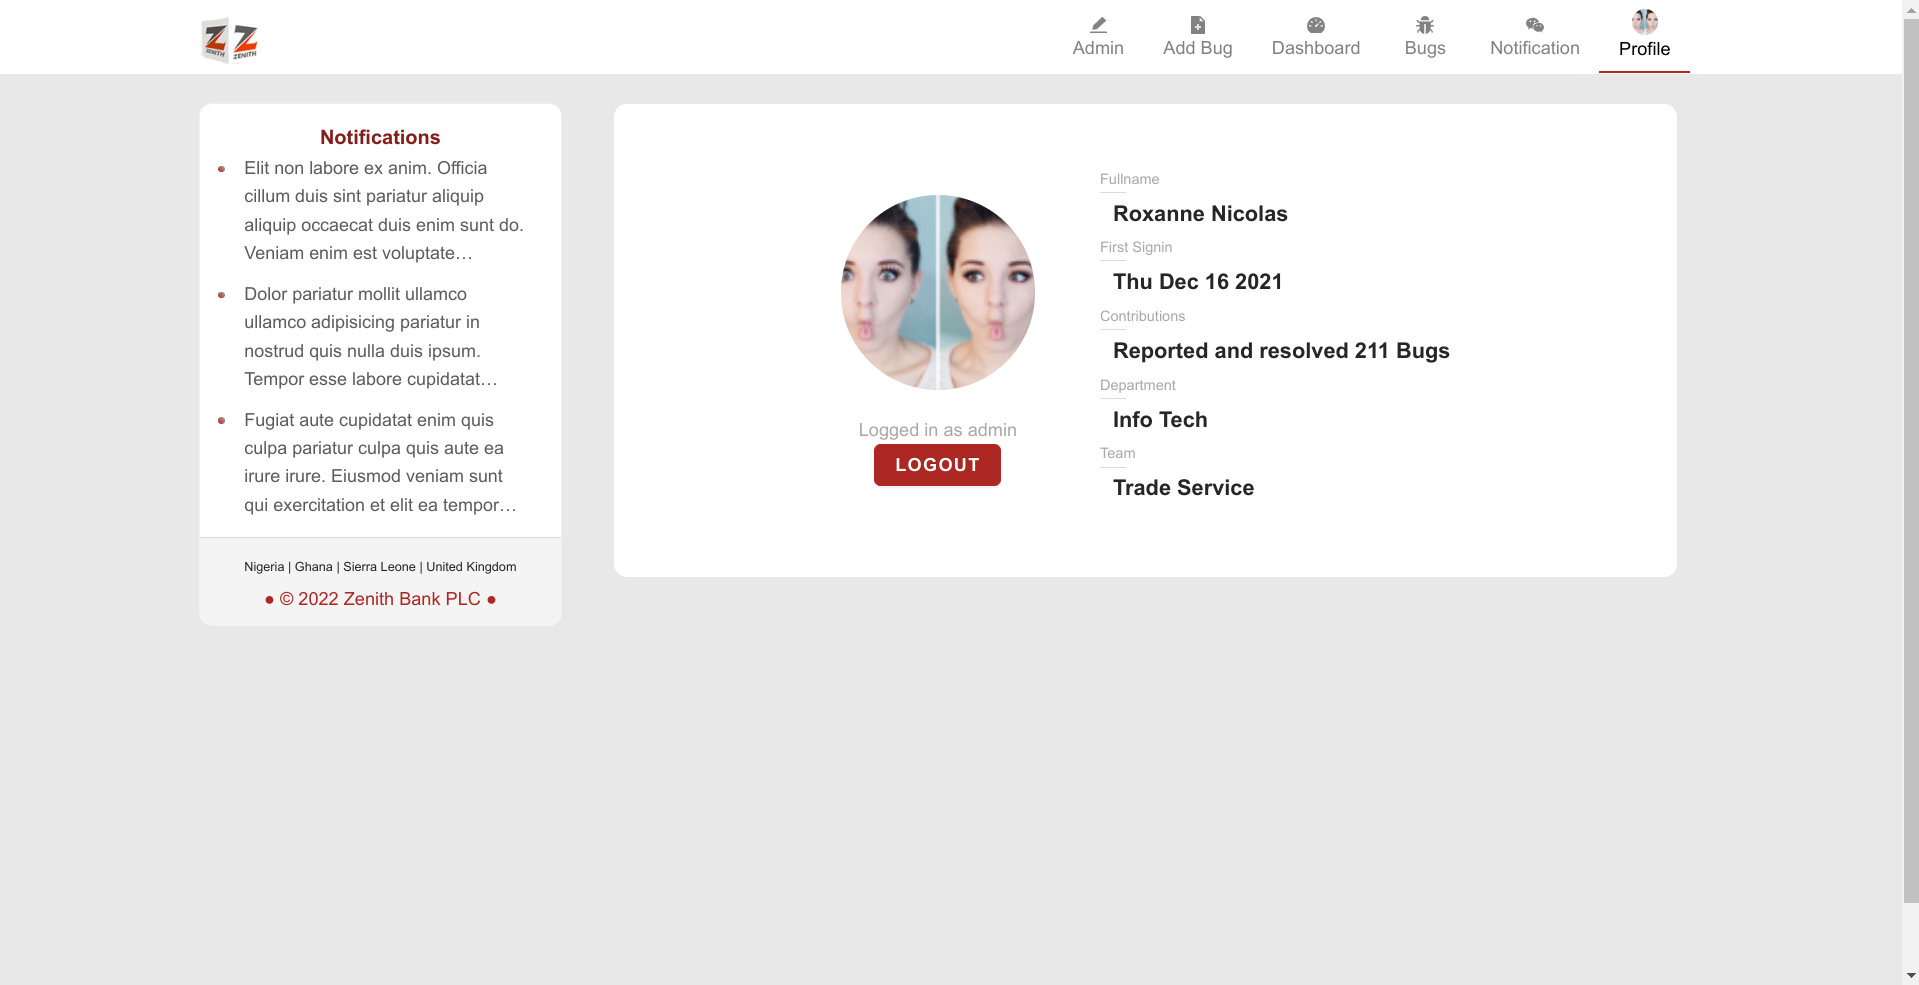 ZENITH
ZENITH
Admin
Add Bug
Dashboard
Bugs
Notification
Profile
Notifications
Elit non labore ex anim. Officia
cillum duis sint pariatur aliquip
aliquip occaecat duis enim sunt do.
Veniam enim est voluptate…
Dolor pariatur mollit ullamco
ullamco adipisicing pariatur in
nostrud quis nulla duis ipsum.
Tempor esse labore cupidatat…
Fugiat aute cupidatat enim quis
culpa pariatur culpa quis aute ea
irure irure. Eiusmod veniam sunt
qui exercitation et elit ea tempor…
Nigeria | Ghana | Sierra Leone | United Kingdom
● © 2022 Zenith Bank PLC ●
Logged in as admin
LOGOUT
Fullname
Roxanne Nicolas
First Signin
Thu Dec 16 2021
Contributions
Reported and resolved 211 Bugs
Department
Info Tech
Team
Trade Service